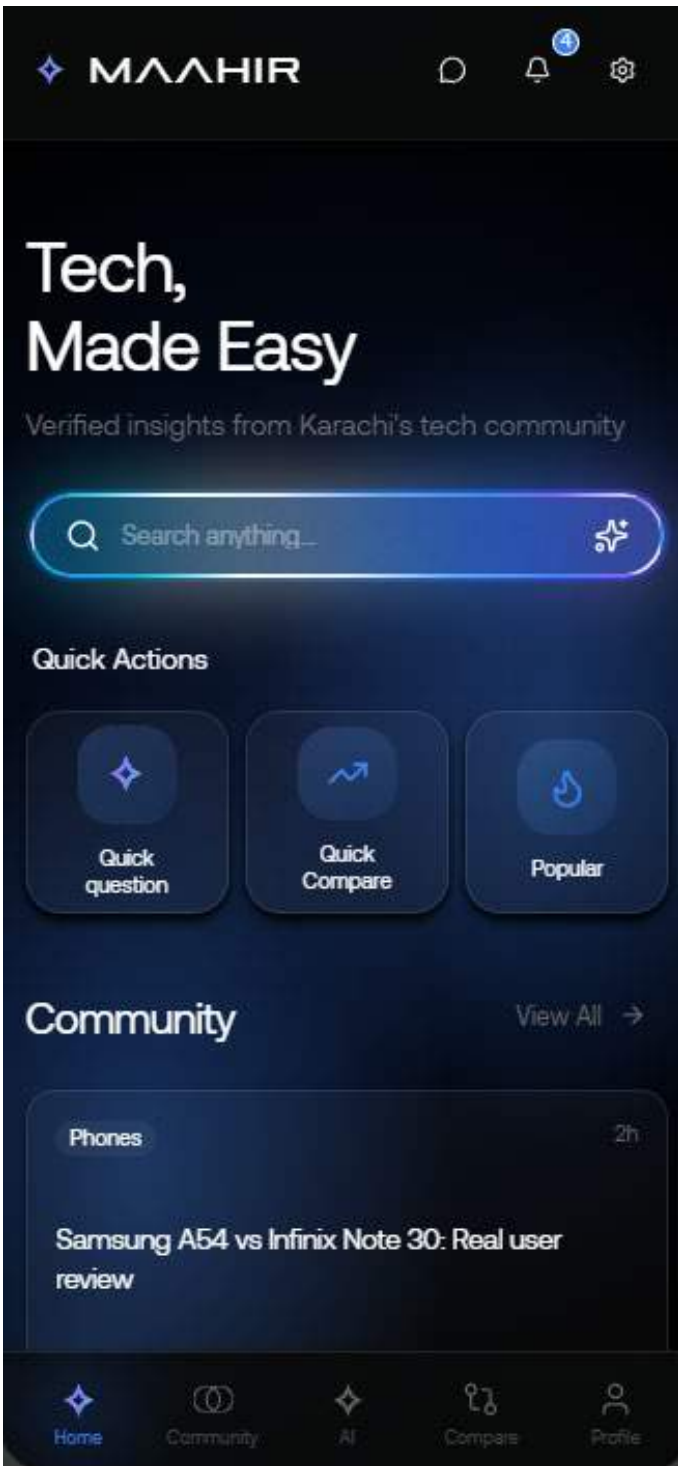 MAAHIR
4
Tech,
Made Easy
Verified insights from Karachi's tech community
Search anything...
Quick Actions
Quick
question
Quick
Compare
Popular
Community
View All →
Phones
2h
Samsung A54 vs Infinix Note 30: Real user
review
Home
Community
AI
Compare
Profile